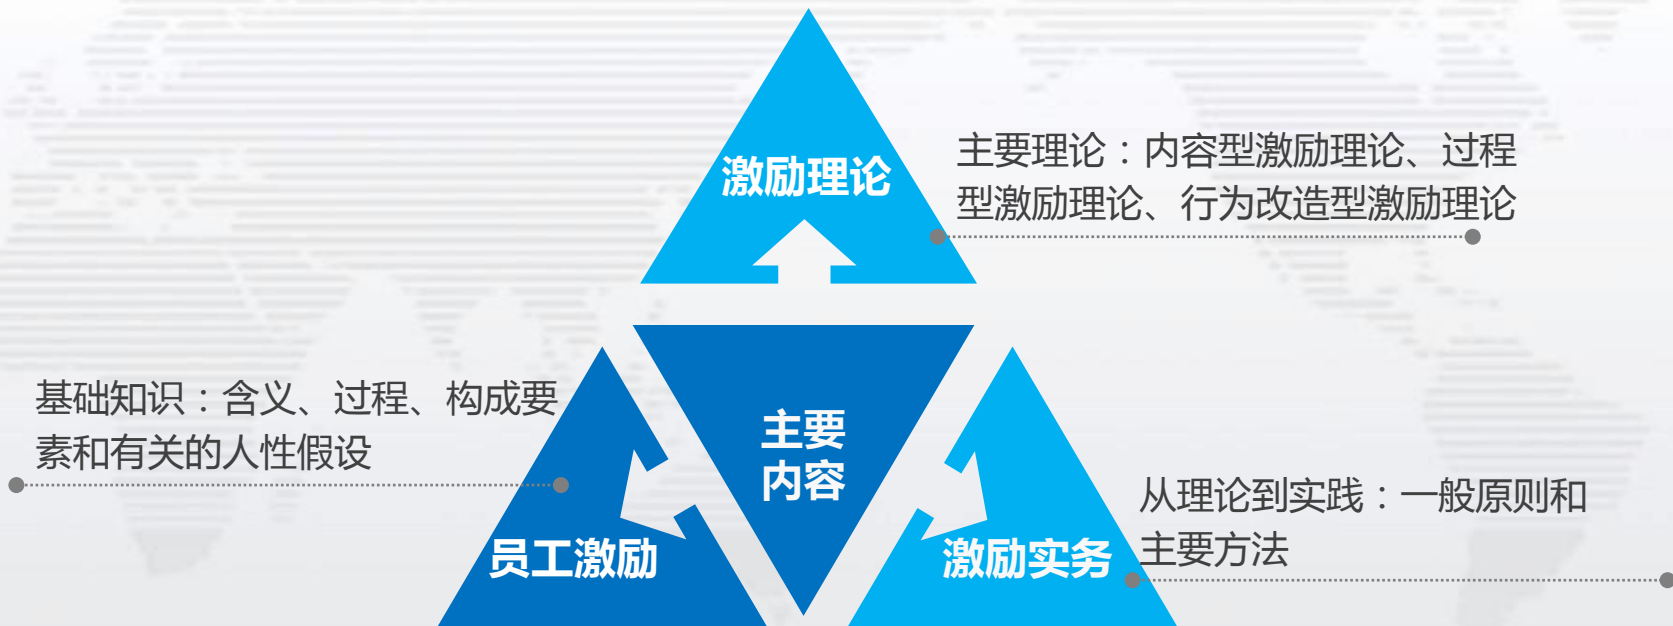 激励理论
主要理论：内容型激励理论、过程
型激励理论、行为改造型激励理论
基础知识：含义、过程、构成要
素和有关的人性假设
主要
内容
员工激励
激励实务
从理论到实践：一般原则和
主要方法